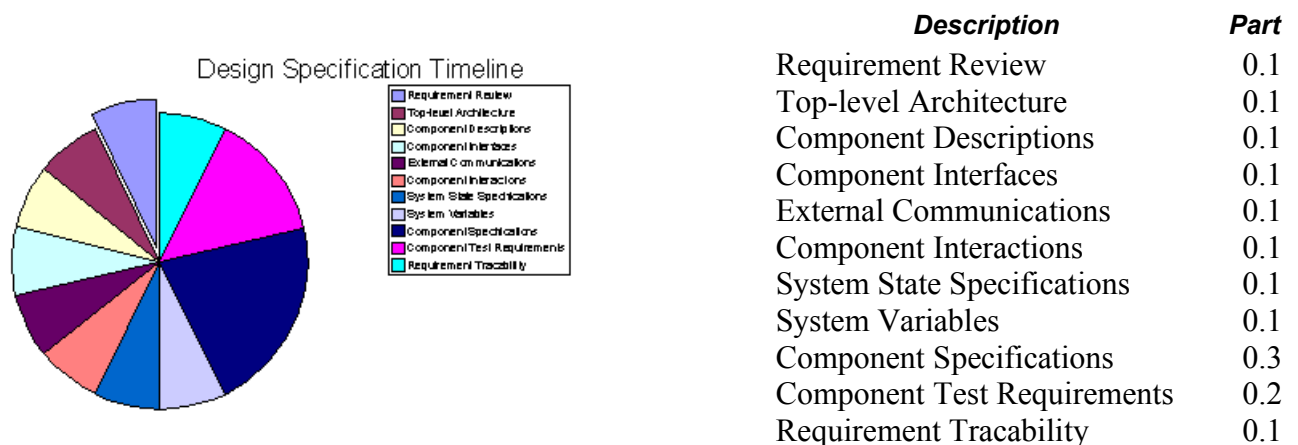 Design Specification Timeline
Requirement Review
Top-level Architecture
Component Descriptions
Component Interfaces
External Communications
Component Interactions
System State Specifications
System Variables
Component Specifications
Component Test Requirements
Requirement Tracability
Description Part
Requirement Review 0.1
Top-level Architecture 0.1
Component Descriptions 0.1
Component Interfaces 0.1
External Communications 0.1
Component Interactions 0.1
System State Specifications 0.1
System Variables 0.1
Component Specifications 0.3
Component Test Requirements 0.2
Requirement Tracability 0.1